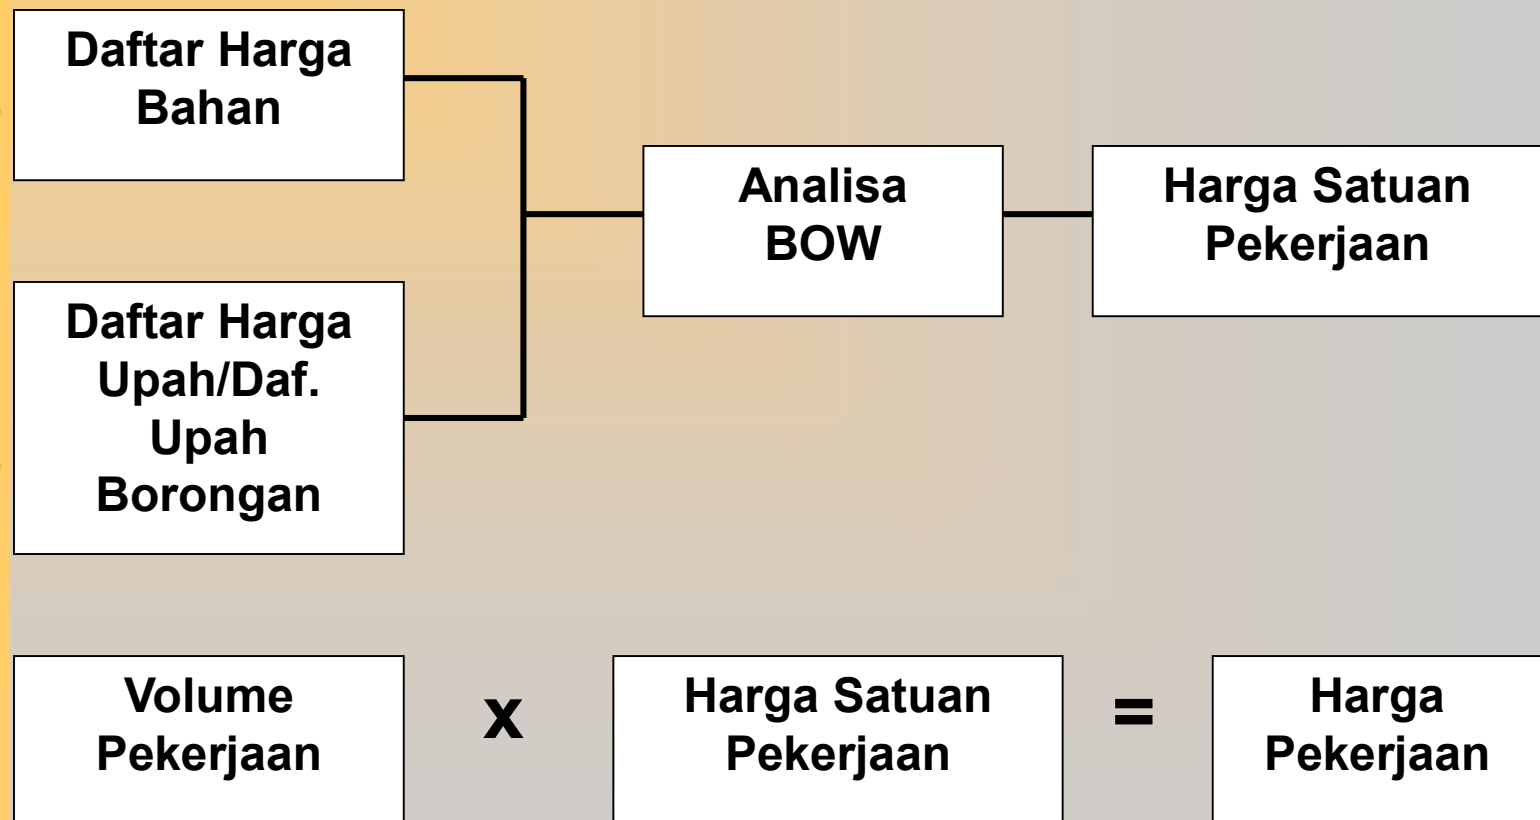 Daftar Harga
Bahan
Analisa
BOW
Harga Satuan
Pekerjaan
Daftar Harga
Upah/Daf.
Upah
Borongan
Volume
Pekerjaan
x
Harga Satuan
Pekerjaan
=
Harga
Pekerjaan